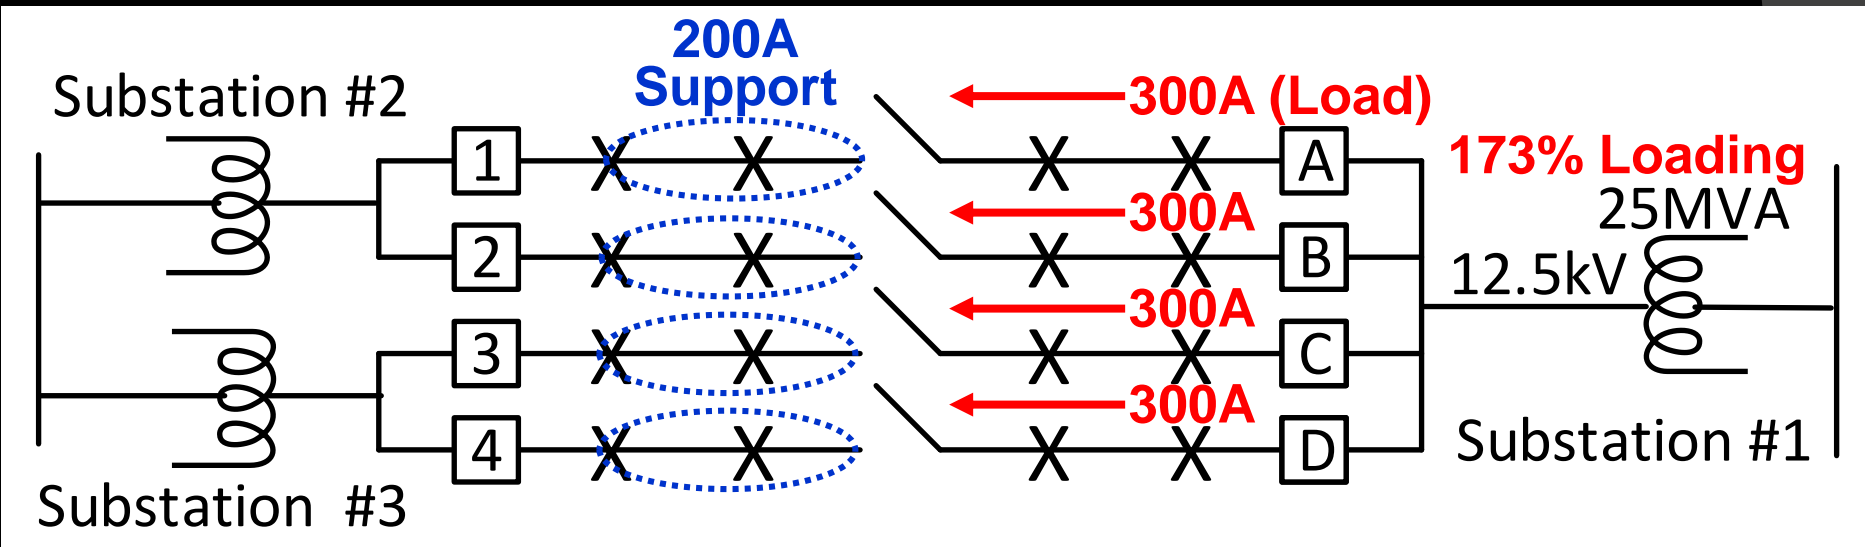 200A
Support
Substation #2
300A (Load)
1
A
173% Loading
25MVA
300A
2
B
12.5kV
300A
3
C
300A
4
D
Substation #1
Substation #3